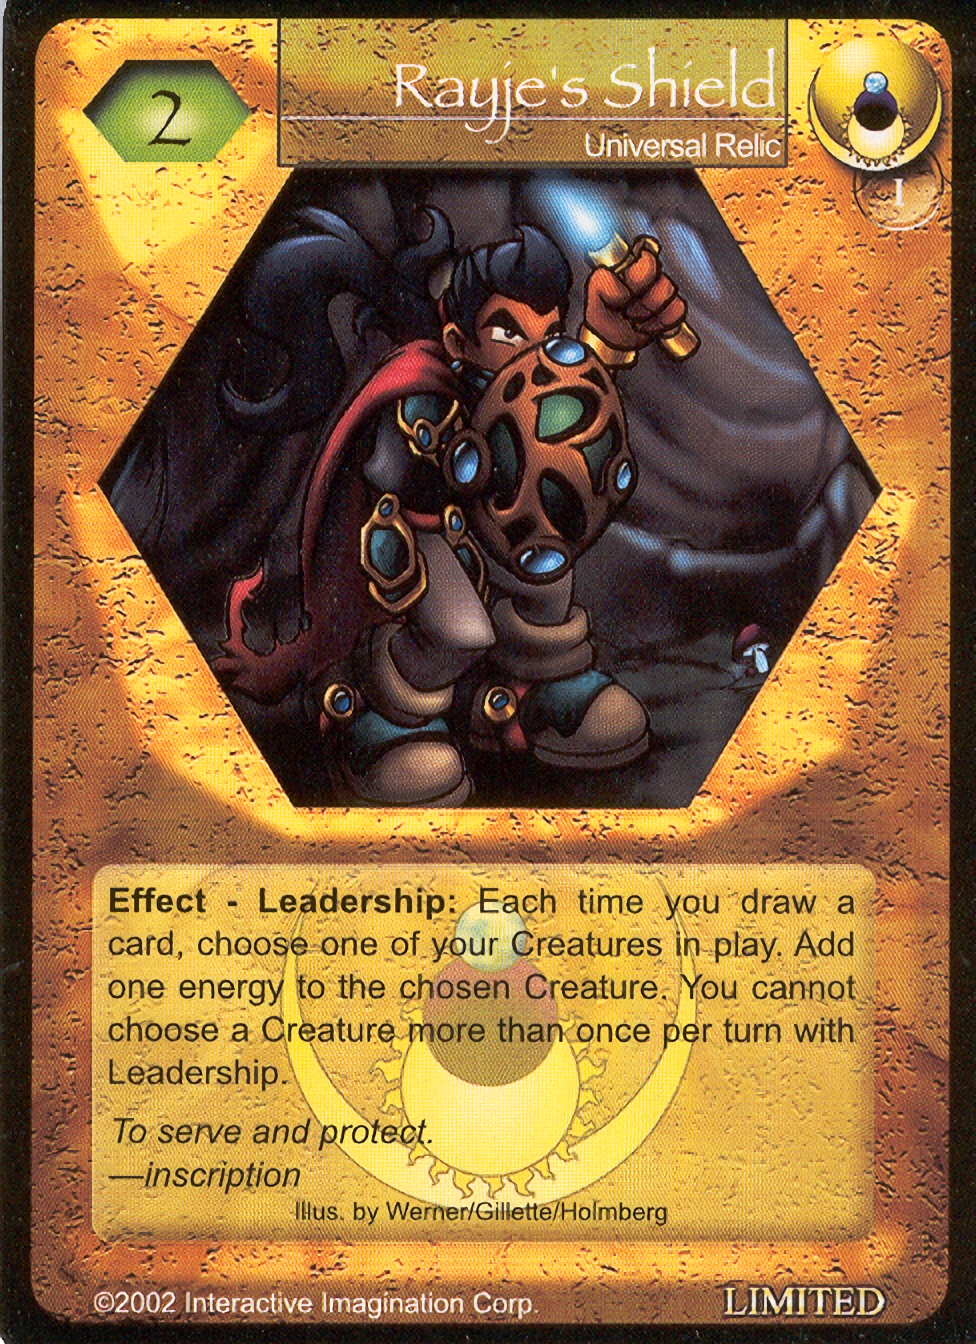 2
Rayje's Shield
Universal Relic
1
Effect - Leadership: Each time you draw a
card, choose one of your Creatures in play. Add
one energy to the chosen Creature. You cannot
choose a Creature more than once per turn with
Leadership.
To serve and protect.
—inscription
Illus. by Werner/Gillette/Holmberg
©2002 Interactive Imagination Corp.
LIMITED